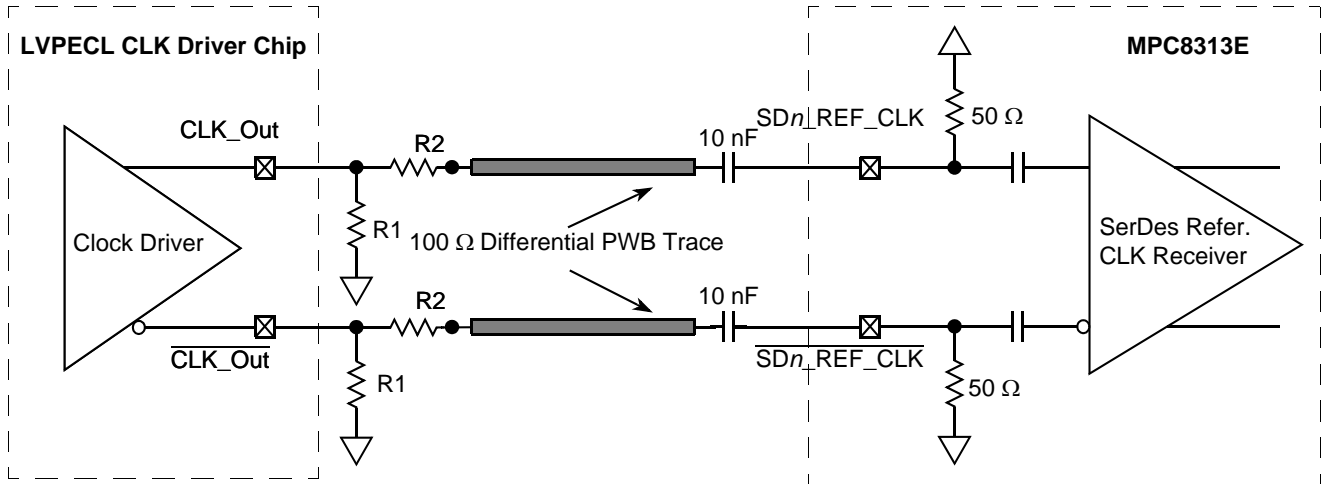 LVPECL CLK Driver Chip
MPC8313E
CLK_Out
R2
10 nF
SDn_REF_CLK
50 Ω
Clock Driver
R1
100 Ω Differential PWB Trace
SerDes Refer.
CLK Receiver
R2
10 nF
CLK_Out
R1
SDn_REF_CLK
50 Ω